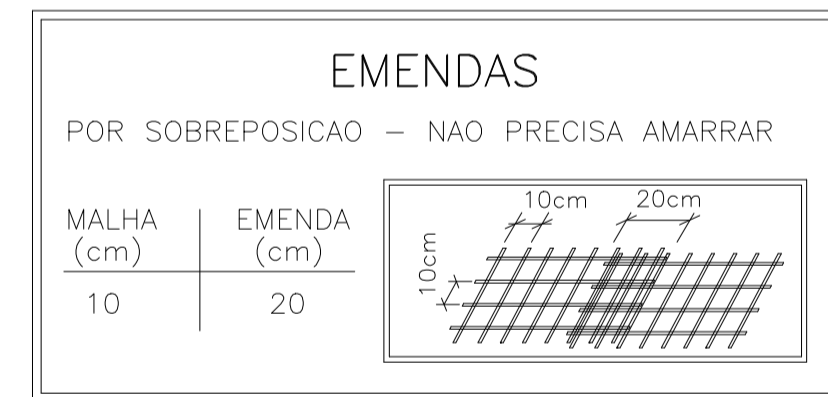 EMENDAS
POR SOBREPOSICAO – NAO PRECISA AMARRAR
MALHA EMENDA
(cm) (cm)
10 20
10cm 20cm
10cm